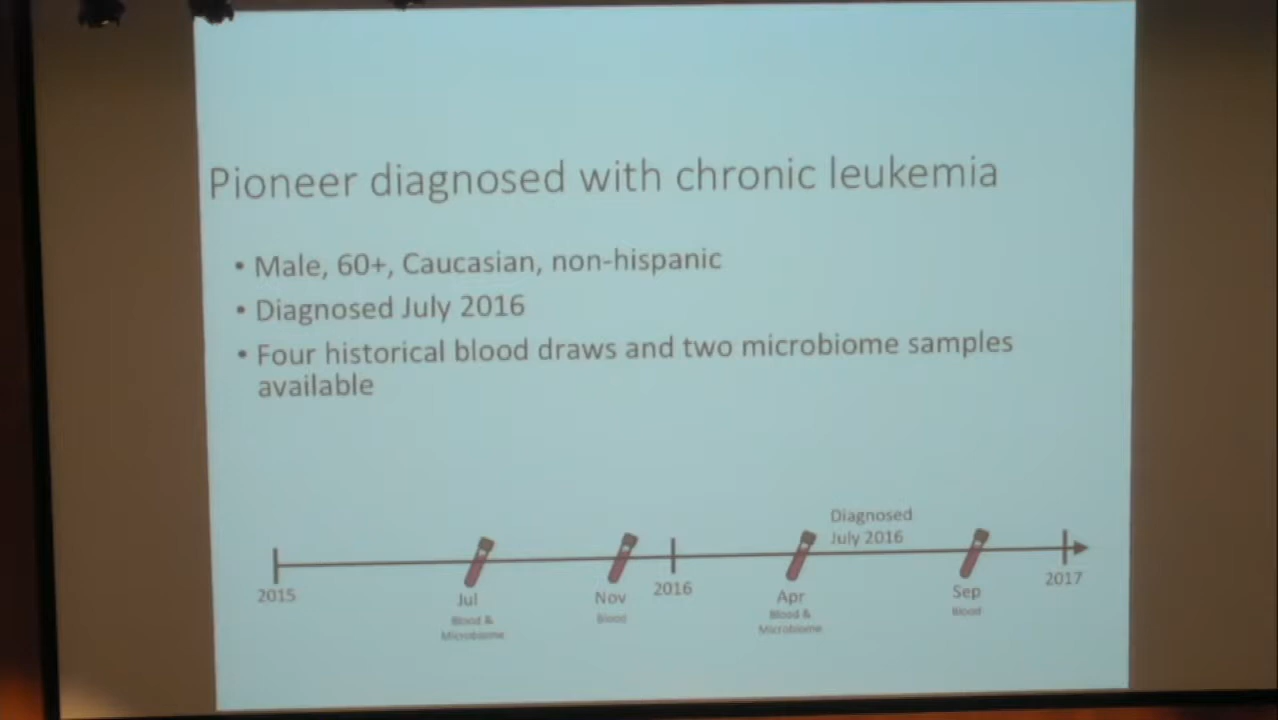 Pioneer diagnosed with chronic leukemia
• Male, 60+, Caucasian, non-hispanic
• Diagnosed July 2016
• Four historical blood draws and two microbiome samples
available
Diagnosed
July 2016
2015
Jul
Blood &
Microbiome
Nov
Blood
2016
Apr
Blood &
Microbiome
Sep
Blood
2017